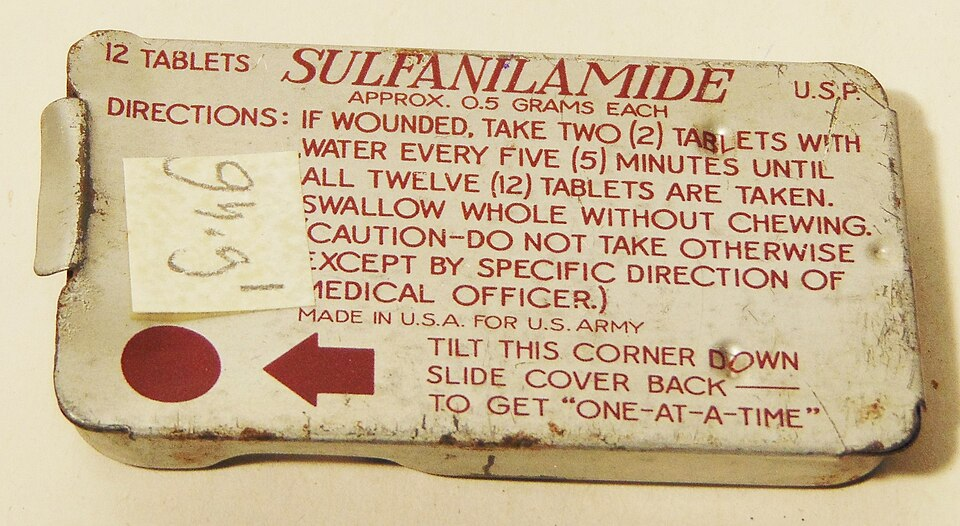 12 TABLETS SULFANILAMIDE U.S.P.
APPROX. 0.5 GRAMS EACH
DIRECTIONS: IF WOUNDED, TAKE TWO (2) TABLETS WITH
WATER EVERY FIVE (5) MINUTES UNTIL
ALL TWELVE (12) TABLETS ARE TAKEN.
SWALLOW WHOLE WITHOUT CHEWING.
CAUTION-DO NOT TAKE OTHERWISE
EXCEPT BY SPECIFIC DIRECTION OF
MEDICAL OFFICER.)
MADE IN U.S.A. FOR U.S. ARMY
TILT THIS CORNER DOWN
SLIDE COVER BACK —
TO GET "ONE-AT-A-TIME"